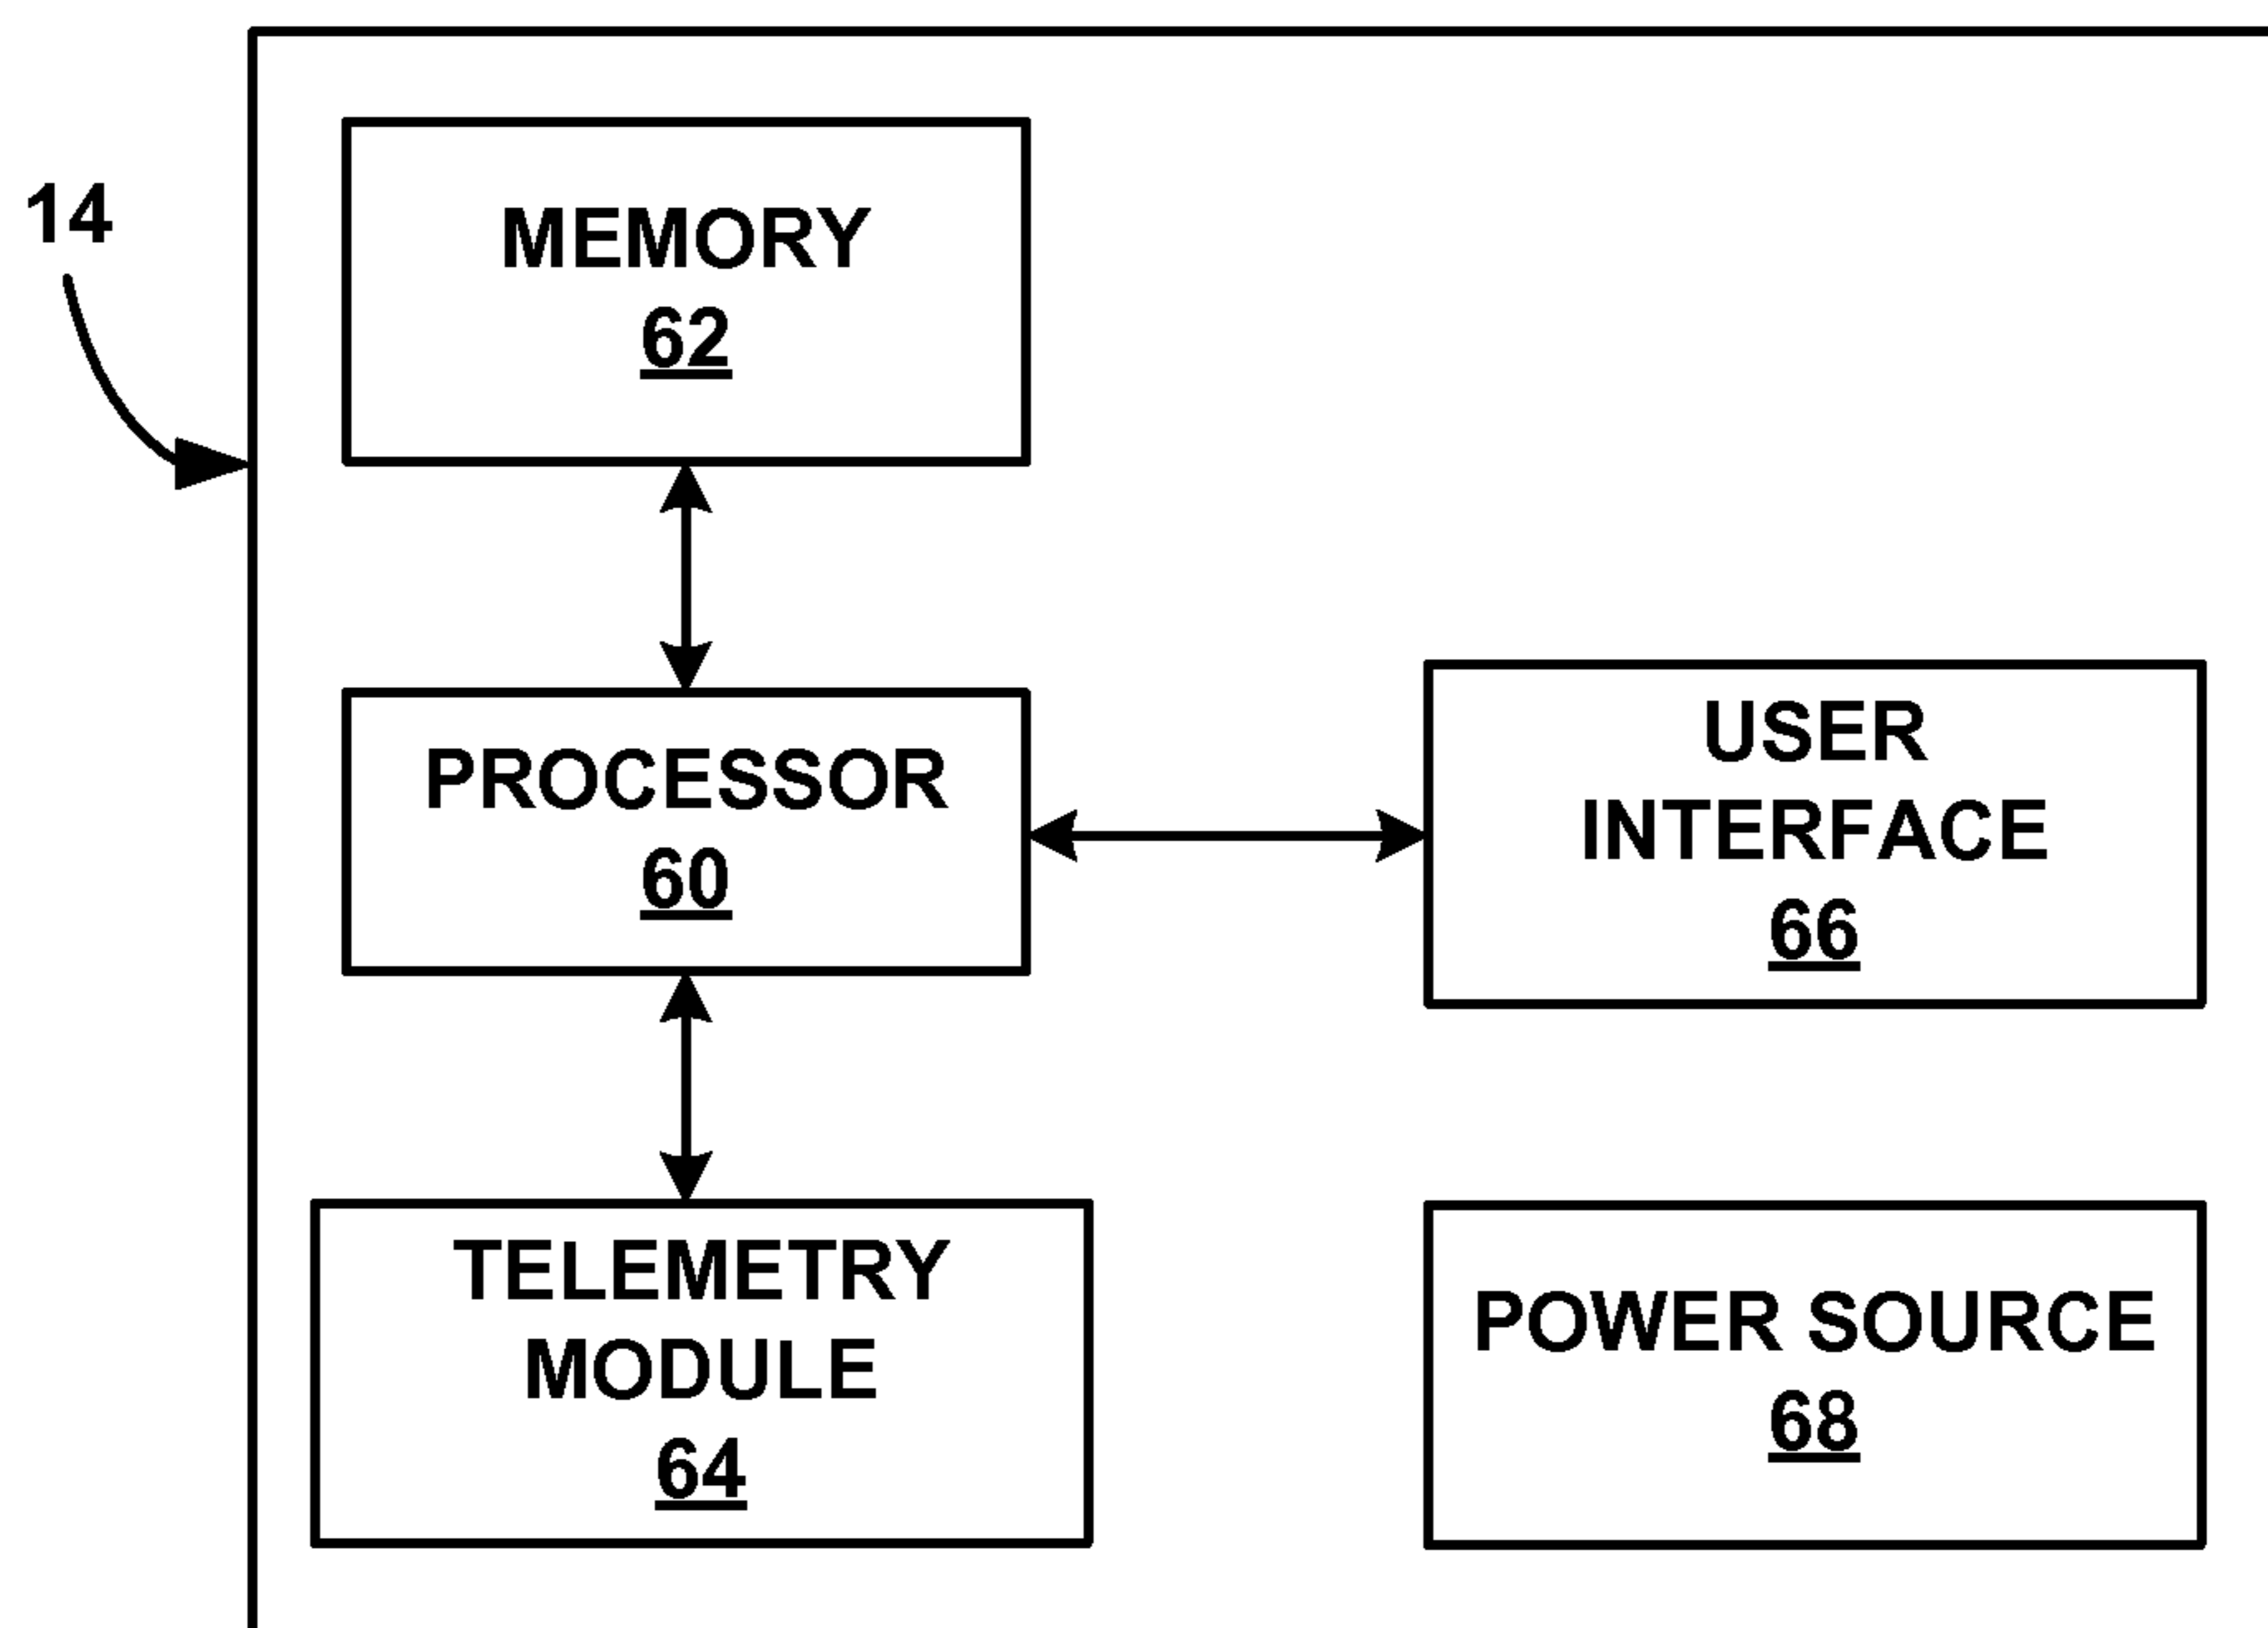 14
MEMORY
62
PROCESSOR
60
USER
INTERFACE
66
TELEMETRY
MODULE
64
POWER SOURCE
68